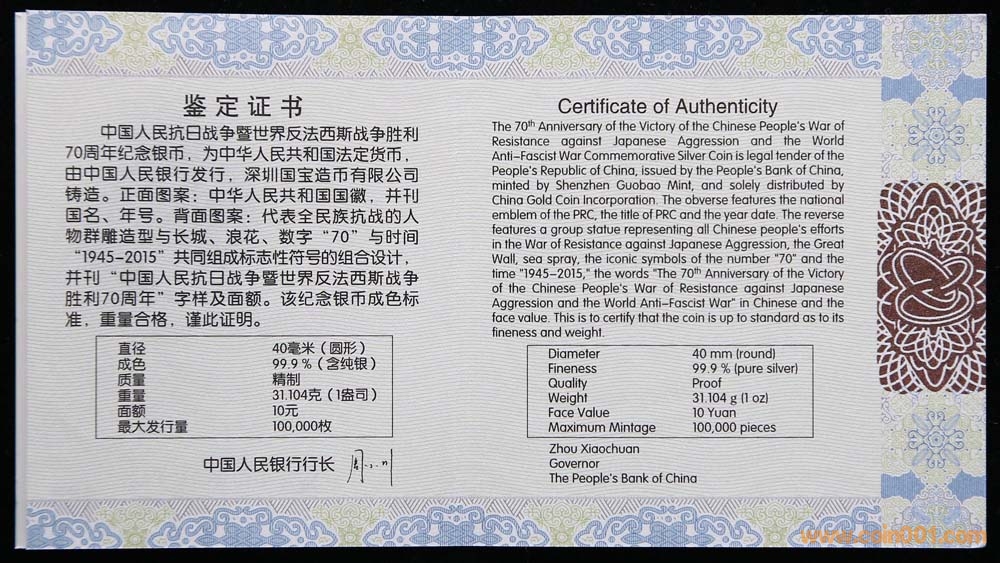 鉴定证书
中国人民抗日战争暨世界反法西斯战争胜利
70周年纪念银币，为中华人民共和国法定货币，
由中国人民银行发行，深圳国宝造币有限公司
铸造。正面图案：中华人民共和国国徽，并刊
国名、年号。背面图案：代表全民族抗战的人
物群雕造型与长城、浪花、数字“70”与时间
“1945-2015”共同组成标志性符号的组合设计，
并刊“中国人民抗日战争暨世界反法西斯战争
胜利70周年”字样及面额。该纪念银币成色标
准，重量合格，谨此证明。
直径 40毫米（圆形）
成色 99.9 %（含纯银）
质量 精制
重量 31.104克（1盎司）
面额 10元
最大发行量 100,000枚
中国人民银行行长
Certificate of Authenticity
The 70th Anniversary of the Victory of the Chinese People's War of
Resistance against Japanese Aggression and the World
Anti-Fascist War Commemorative Silver Coin is legal tender of the
People's Republic of China, issued by the People's Bank of China,
minted by Shenzhen Guobao Mint, and solely distributed by
China Gold Coin Incorporation. The obverse features the national
emblem of the PRC, the title of PRC and the year date. The reverse
features a group statue representing all Chinese people's efforts
in the War of Resistance against Japanese Aggression, the Great
Wall, sea spray, the iconic symbols of the number "70" and the
time "1945-2015," the words "The 70th Anniversary of the Victory
of the Chinese People's War of Resistance against Japanese
Aggression and the World Anti-Fascist War" in Chinese and the
face value. This is to certify that the coin is up to standard as to its
fineness and weight.
Diameter 40 mm (round)
Fineness 99.9 % (pure silver)
Quality Proof
Weight 31.104 g (1 oz)
Face Value 10 Yuan
Maximum Mintage 100,000 pieces
Zhou Xiaochuan
Governor
The People's Bank of China
www.coin001.com